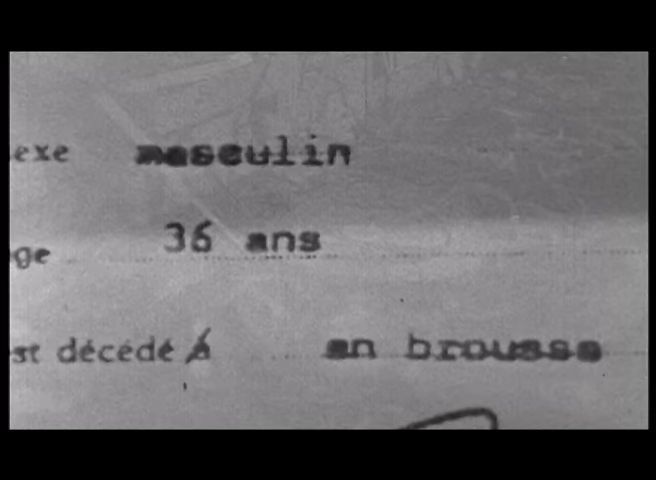 exe masculin
ge 36 ans
st décédé à en brousse